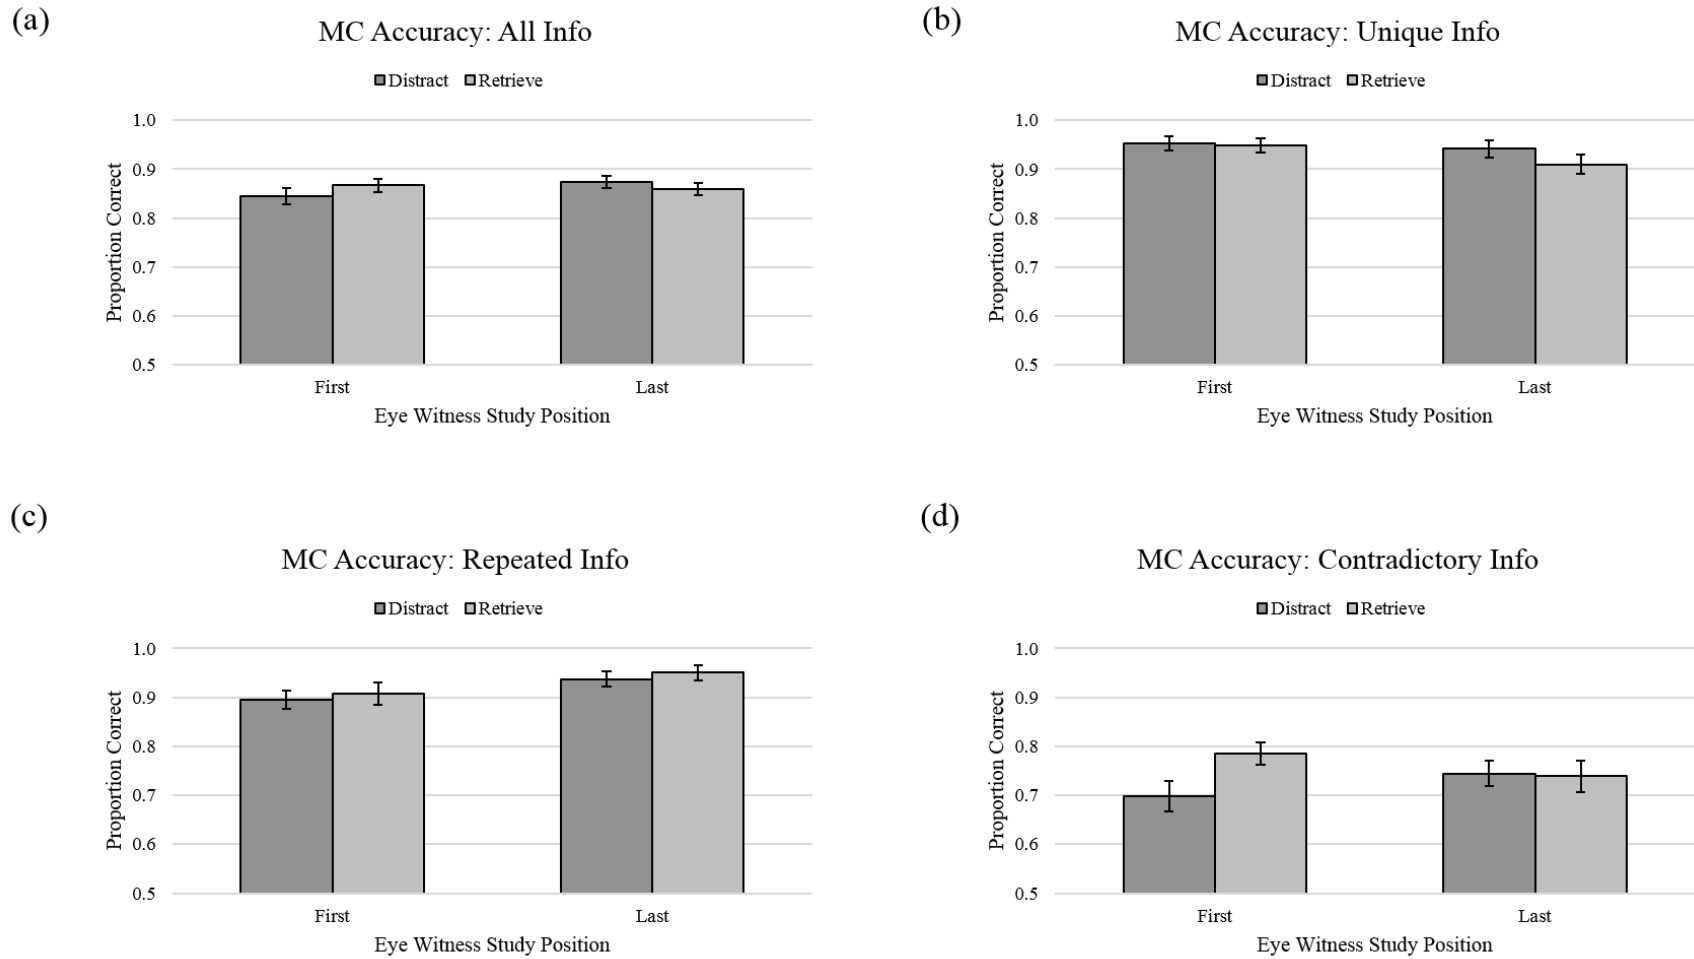 (a)
MC Accuracy: All Info
Distract Retrieve
1.0
0.9
0.8
0.7
0.6
0.5
Proportion Correct
First Last
Eye Witness Study Position
(b)
MC Accuracy: Unique Info
Distract Retrieve
1.0
0.9
0.8
0.7
0.6
0.5
Proportion Correct
First Last
Eye Witness Study Position
(c)
MC Accuracy: Repeated Info
Distract Retrieve
1.0
0.9
0.8
0.7
0.6
0.5
Proportion Correct
First Last
Eye Witness Study Position
(d)
MC Accuracy: Contradictory Info
Distract Retrieve
1.0
0.9
0.8
0.7
0.6
0.5
Proportion Correct
First Last
Eye Witness Study Position